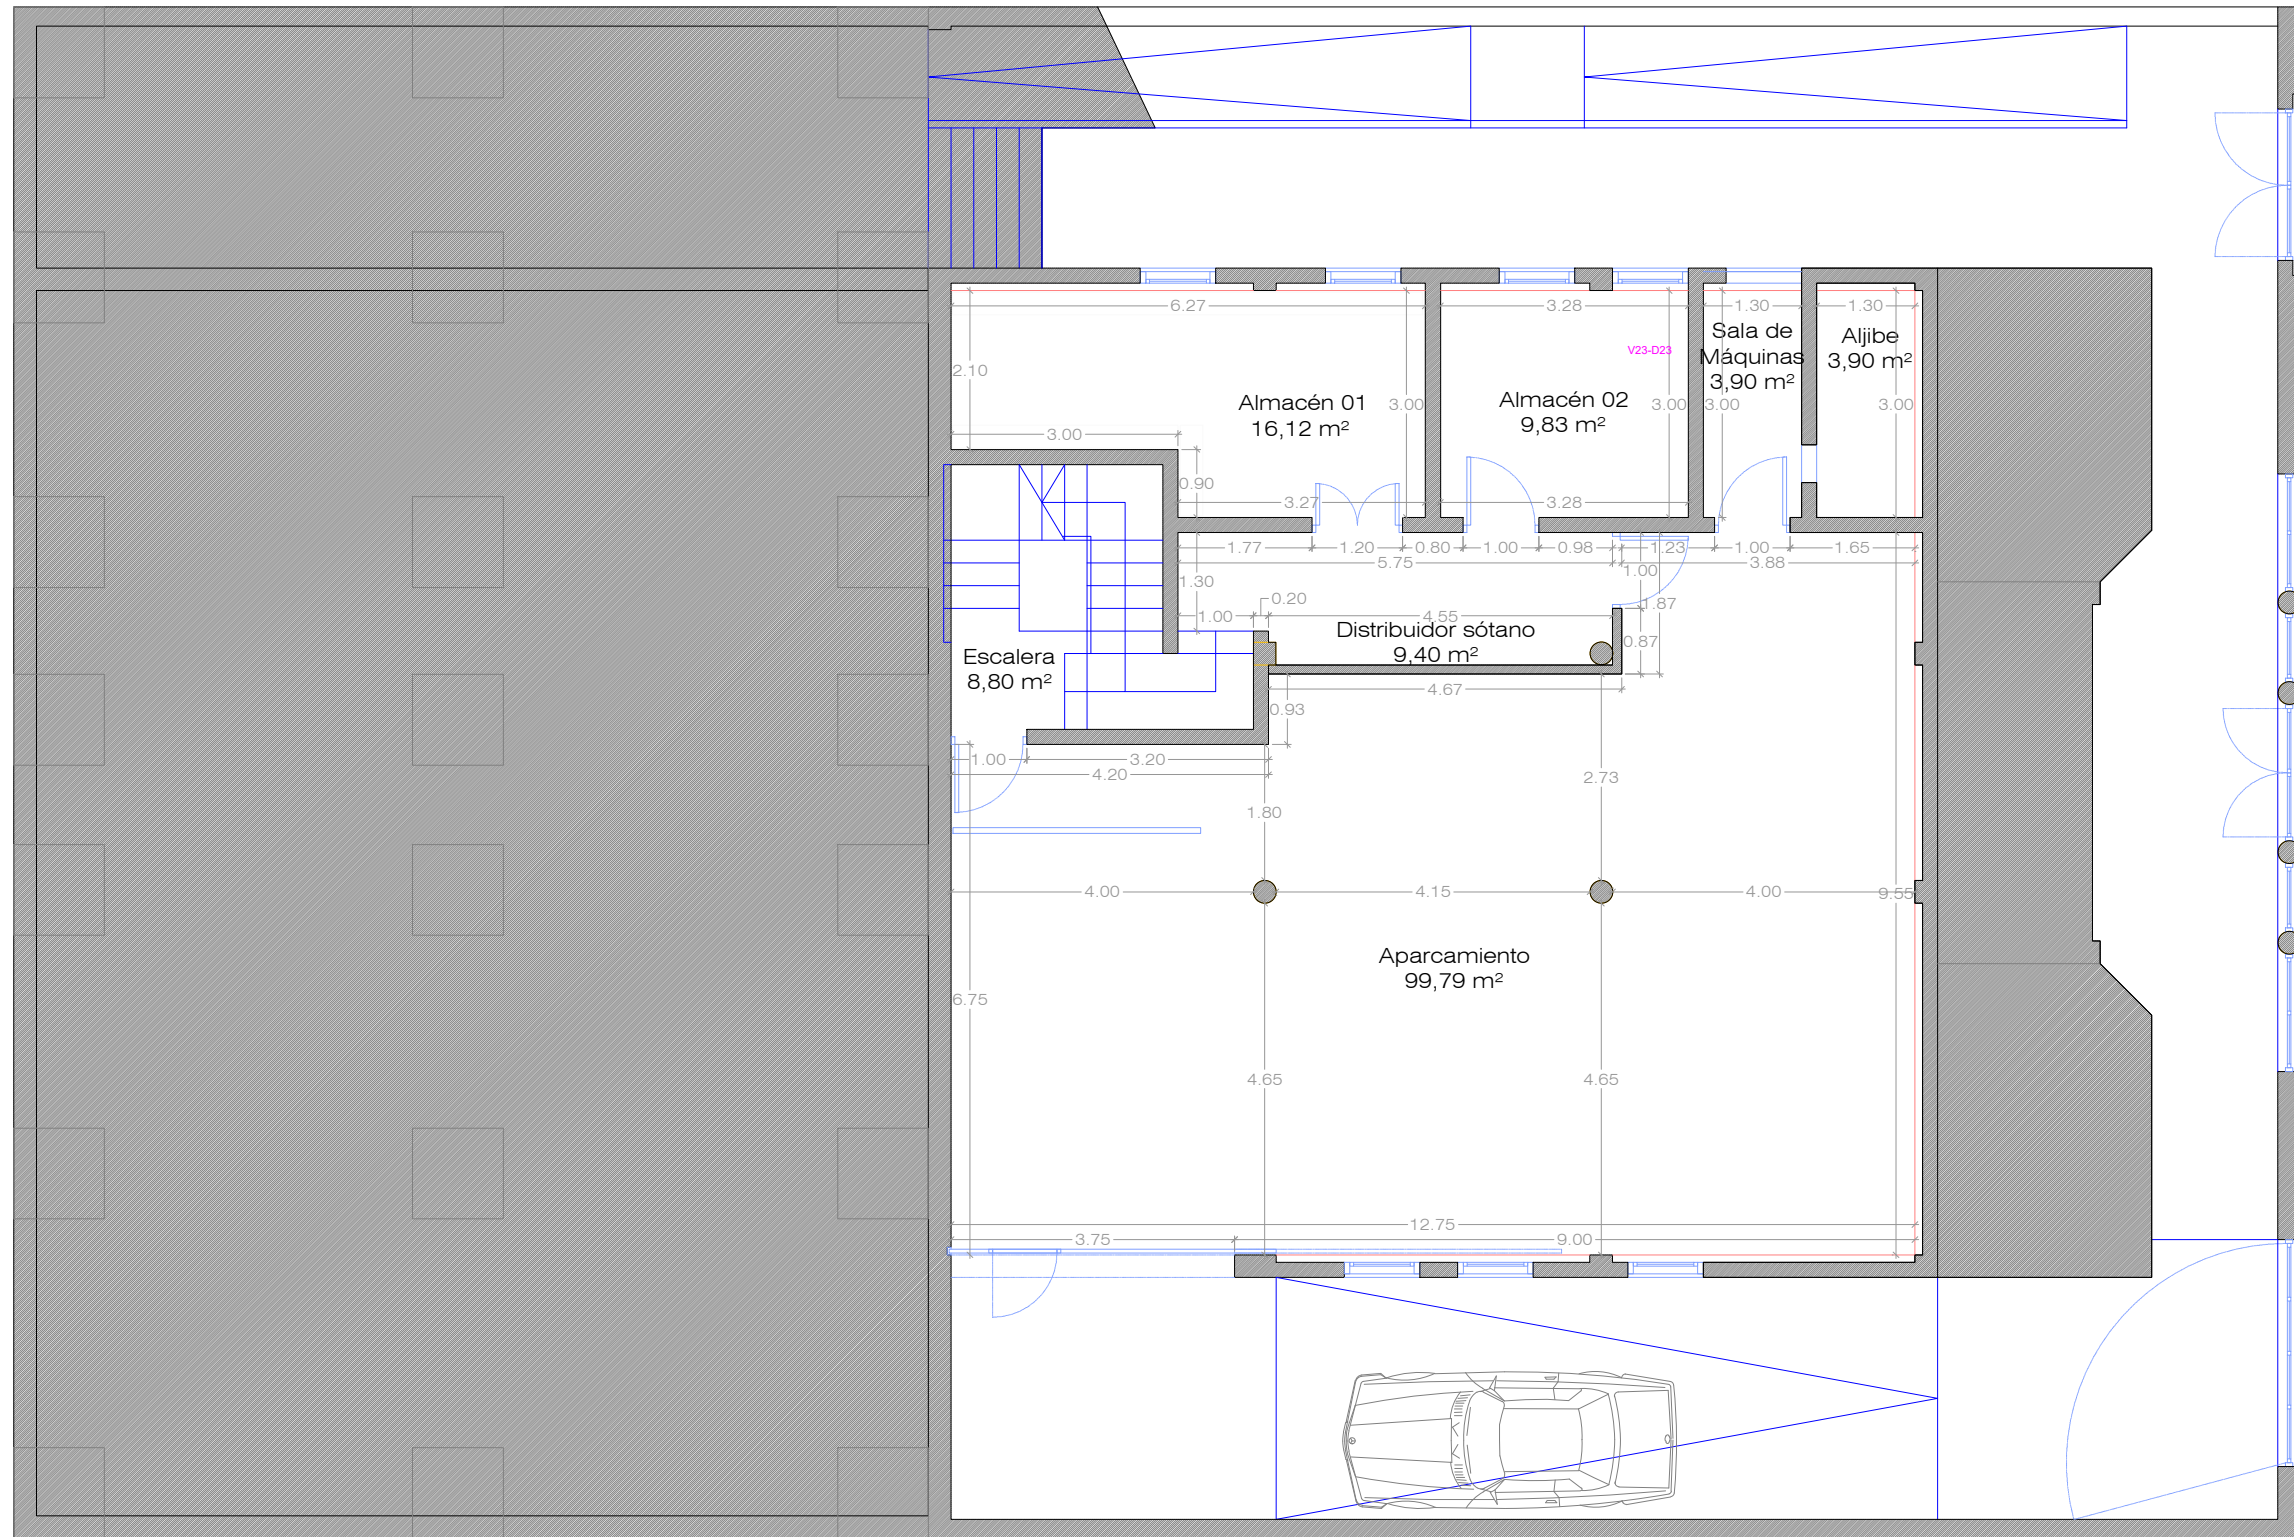 6.27
3.28
1.30
1.30
Sala de
Máquinas
3,90 m²
Aljibe
3,90 m²
V23-D23
2.10
Almacén 01
16,12 m²
3.00
Almacén 02
9,83 m²
3.00
3.00
3.00
3.00
0.90
3.27
3.28
1.77
1.20
0.80
1.00
0.98
1.23
1.00
1.65
5.75
3.88
1.30
1.00
0.20
1.87
1.00
4.55
Distribuidor sótano
9,40 m²
0.87
Escalera
8,80 m²
4.67
0.93
1.00
3.20
4.20
2.73
1.80
4.00
4.15
4.00
9.55
Aparcamiento
99,79 m²
6.75
4.65
4.65
12.75
3.75
9.00